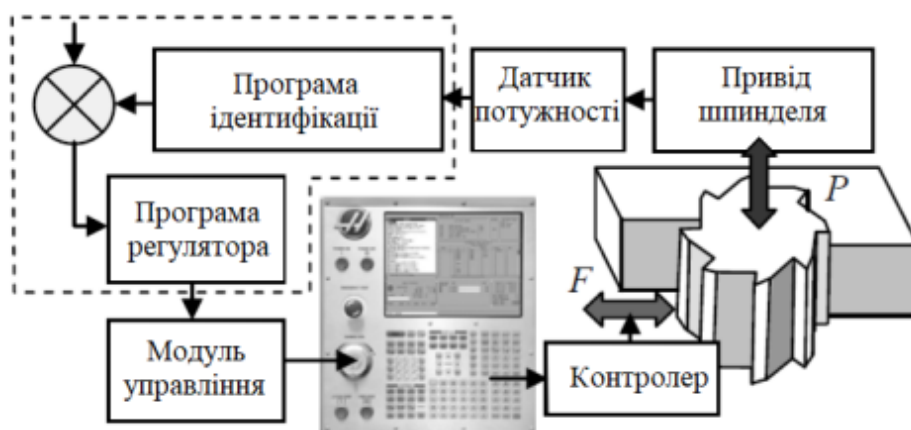 Програма
ідентифікації
Датчик
потужності
Привід
шпинделя
Програма
регулятора
P
F
Модуль
управління
Контролер